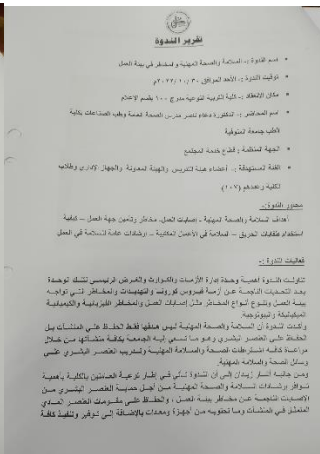 تقرير الندوة
اسم الندوة :- السلامة والصحة المهنية والمخاطر في بيئة العمل
توقيت الندوة :- الأحد الموافق ٣٠ / ١٠ / ٢٠٢٢م
مكان الانعقاد :- كلية التربية النوعية مدرج ١٠٠ بقسم الإعلام
اسم المحاضر :- الدكتورة دعاء ناصر مدرس الصحة العامة وطب الصناعات بكلية
الطب جامعة المنوفية
الجهة المنظمة : قطاع خدمة المجتمع
الفئة المستهدفة :- أعضاء هيئة التدريس والهيئة المعاونة والجهاز الإداري وطلاب
الكلية وعددهم (١٠٧)
محاور الندوة :-
أهداف السلامة والصحة المهنية - إصابات العمل - مخاطر وتأمين جهة العمل - كيفية
استخدام طفايات الحريق - السلامة في الأعمال المكتبية - إرشادات عامة للسلامة في العمل
فعاليات الندوة :-
تناولت الندوة أهمية وحدة إدارة الأزمات والكوارث والغرض الرئيسي لتلك الوحدة
بعد التحديات الناجمة عن أزمة فيروس كورونا والتهديدات والمخاطر التي تواجه
بيئة العمل وتنوع أنواع المخاطر مثل إصابات العمل والمخاطر الفيزيائية والكيميائية
الميكانيكية والبيولوجية
وأكدت الندوة أن السلامة والصحة المهنية ليس هدفها فقط الحفاظ على المنشآت بل
الحفاظ على العنصر البشري وهو ما تسعى إليه الجامعة بكافة منشآتها من خلال
مراعاة كافة اشتراطات الصحة والسلامة المهنية وتدريب العنصر البشري على
وسائل الصحة والسلامة المهنية
ومن جانبه أشار إلى أن الندوة تأتي في إطار توعية العاملين بالكلية بأهمية
توافر إرشادات السلامة والصحة المهنية من أجل حماية العنصر البشري من
الإصابات الناجمة عن مخاطر بيئة العمل ، والحفاظ على مقومات العنصر المادي
المتمثل في المنشآت وما تحتويه من أجهزة ومعدات بالإضافة إلى توفير وتنفيذ كافة